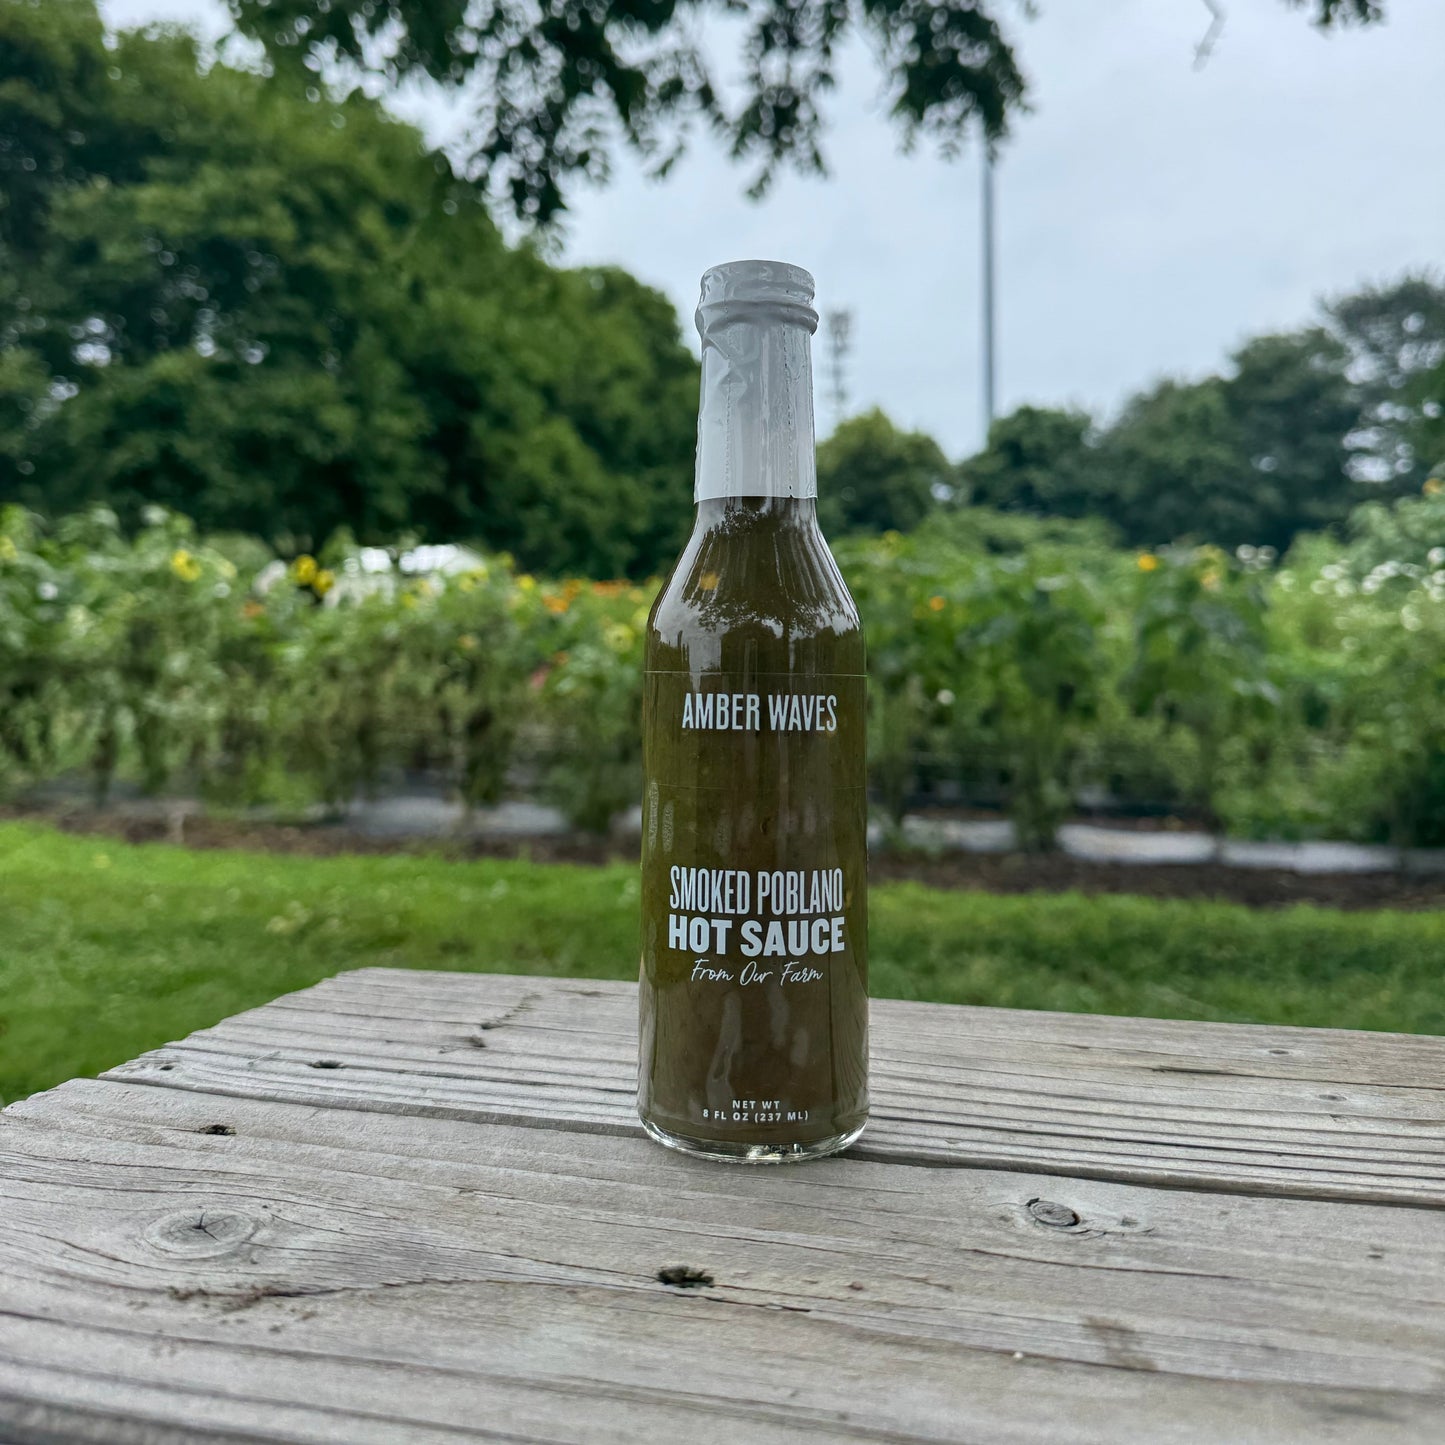 AMBER WAVES
SMOKED POBLANO
HOT SAUCE
From Our Farm
NET WT
8 FL OZ (237 ML)